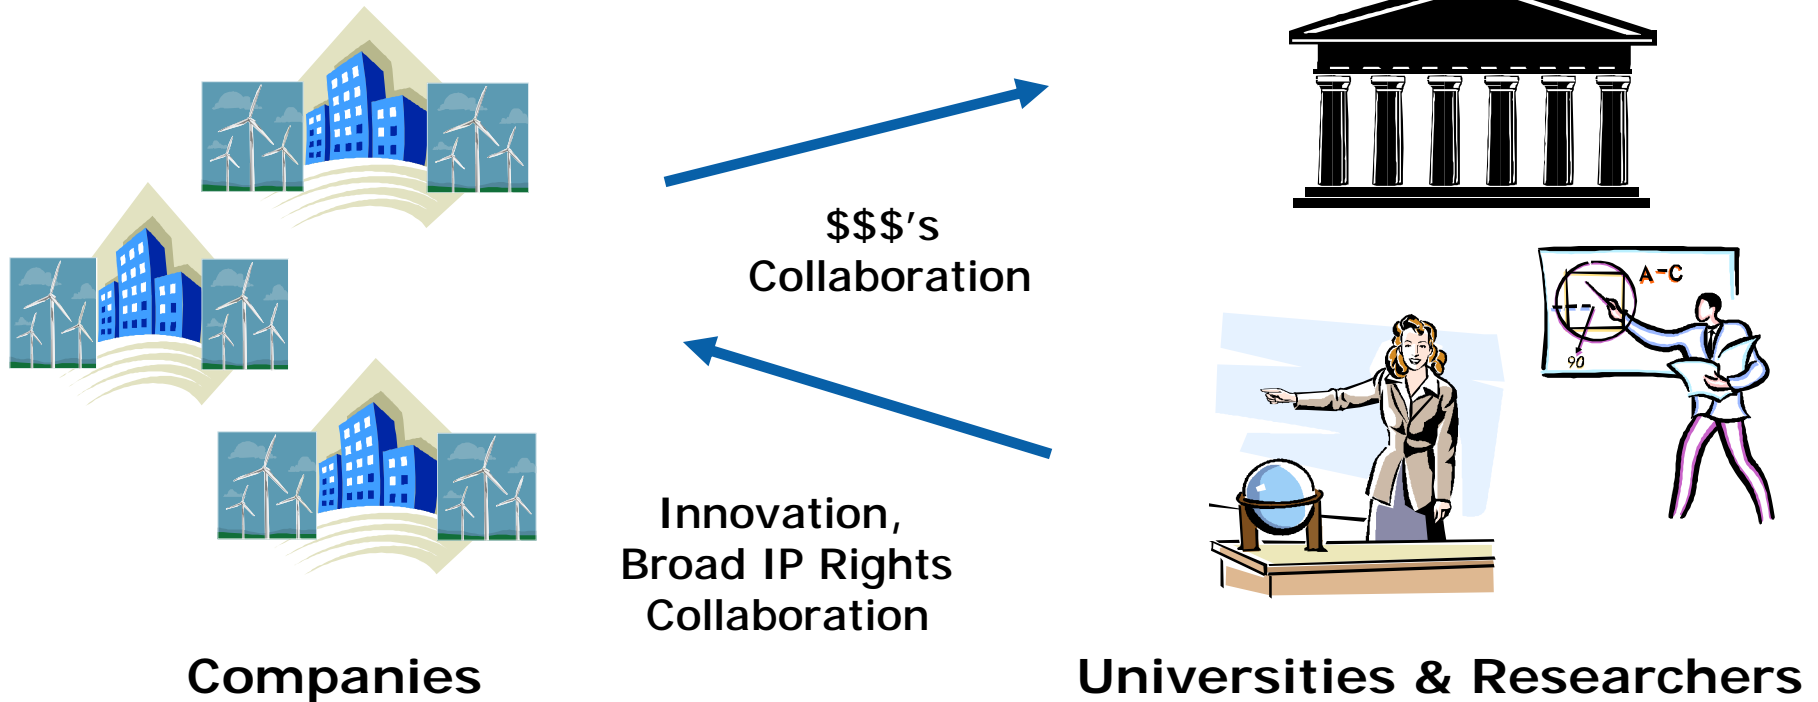 $$$'s
Collaboration
A-C
90
Innovation,
Broad IP Rights
Collaboration
Companies
Universities & Researchers